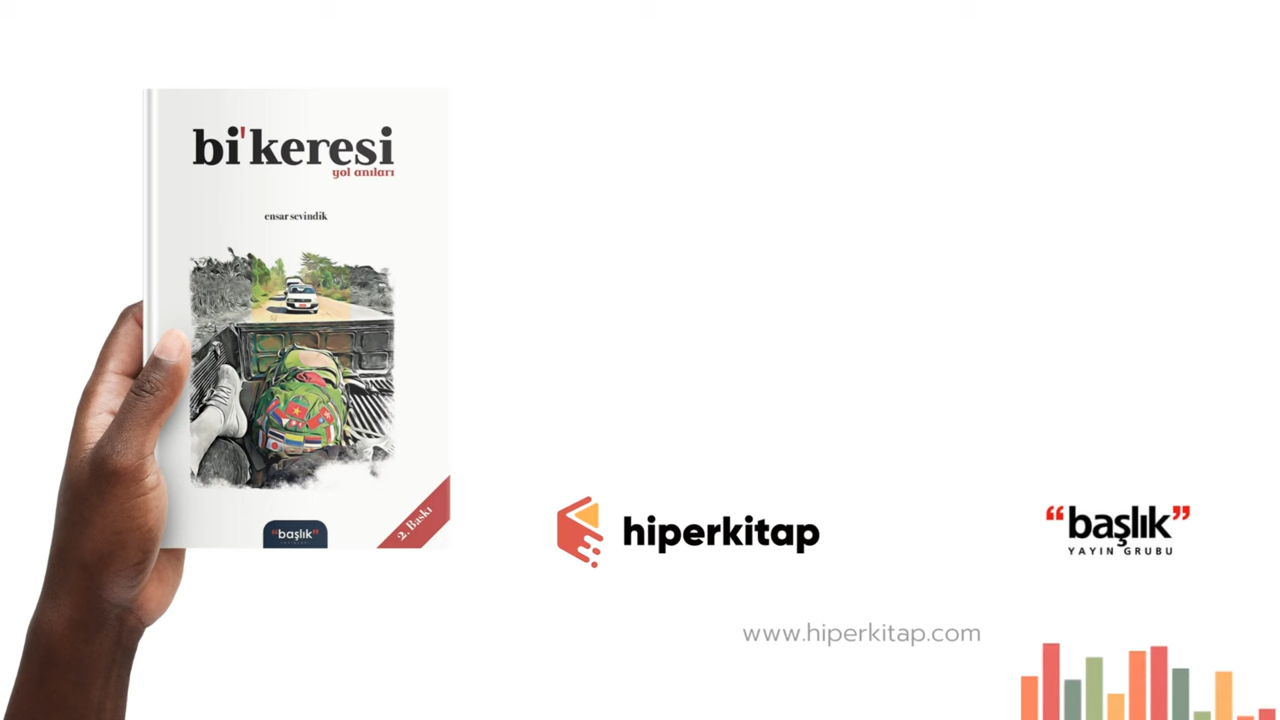 bi'keresi
yol anıları
ensar sevindik
"başlık"
2. Baskı
hiperkitap
“başlık”
YAYIN GRUBU
www.hiperkitap.com